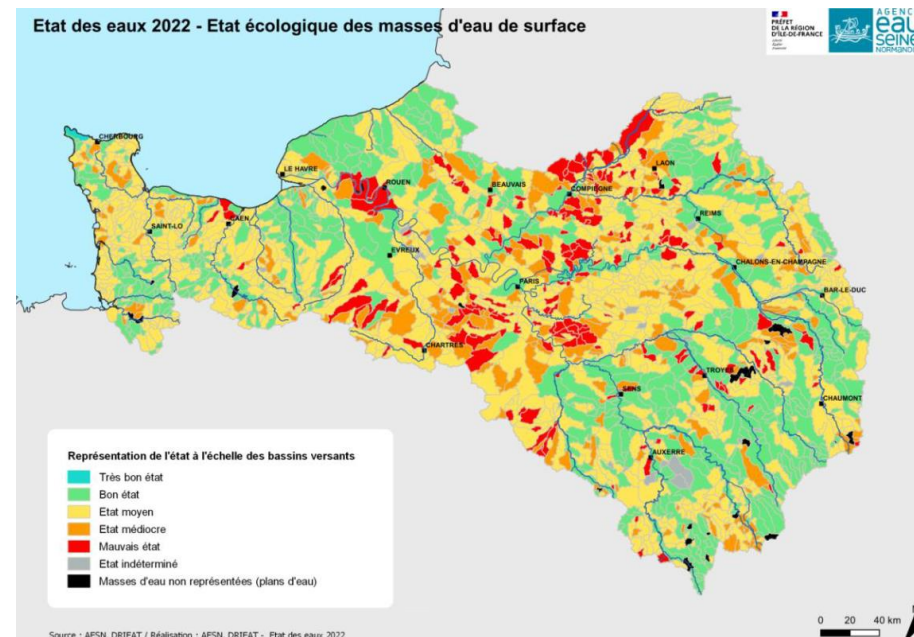 Etat des eaux 2022 - Etat écologique des masses d'eau de surface
PRÉFET
DE LA RÉGION
D'ÎLE-DE-FRANCE
AGENCE
eau
SEINE
NORMANDIE
CHERBOURG
LE HAVRE
ROUEN
BEAUVAIS
COMPIEGNE
LAON
REIMS
SAINT-LO
CAEN
EVREUX
PARIS
CHALONS-EN-CHAMPAGNE
BAR-LE-DUC
CHARTRES
TROYES
SENS
CHAUMONT
AUXERRE
Représentation de l'état à l'échelle des bassins versants
Très bon état
Bon état
Etat moyen
Etat médiocre
Mauvais état
Etat indéterminé
Masses d'eau non représentées (plans d'eau)
0 20 40 km
Source : AESN, DRIEAT / Réalisation : AESN, DRIEAT - Etat des eaux 2022